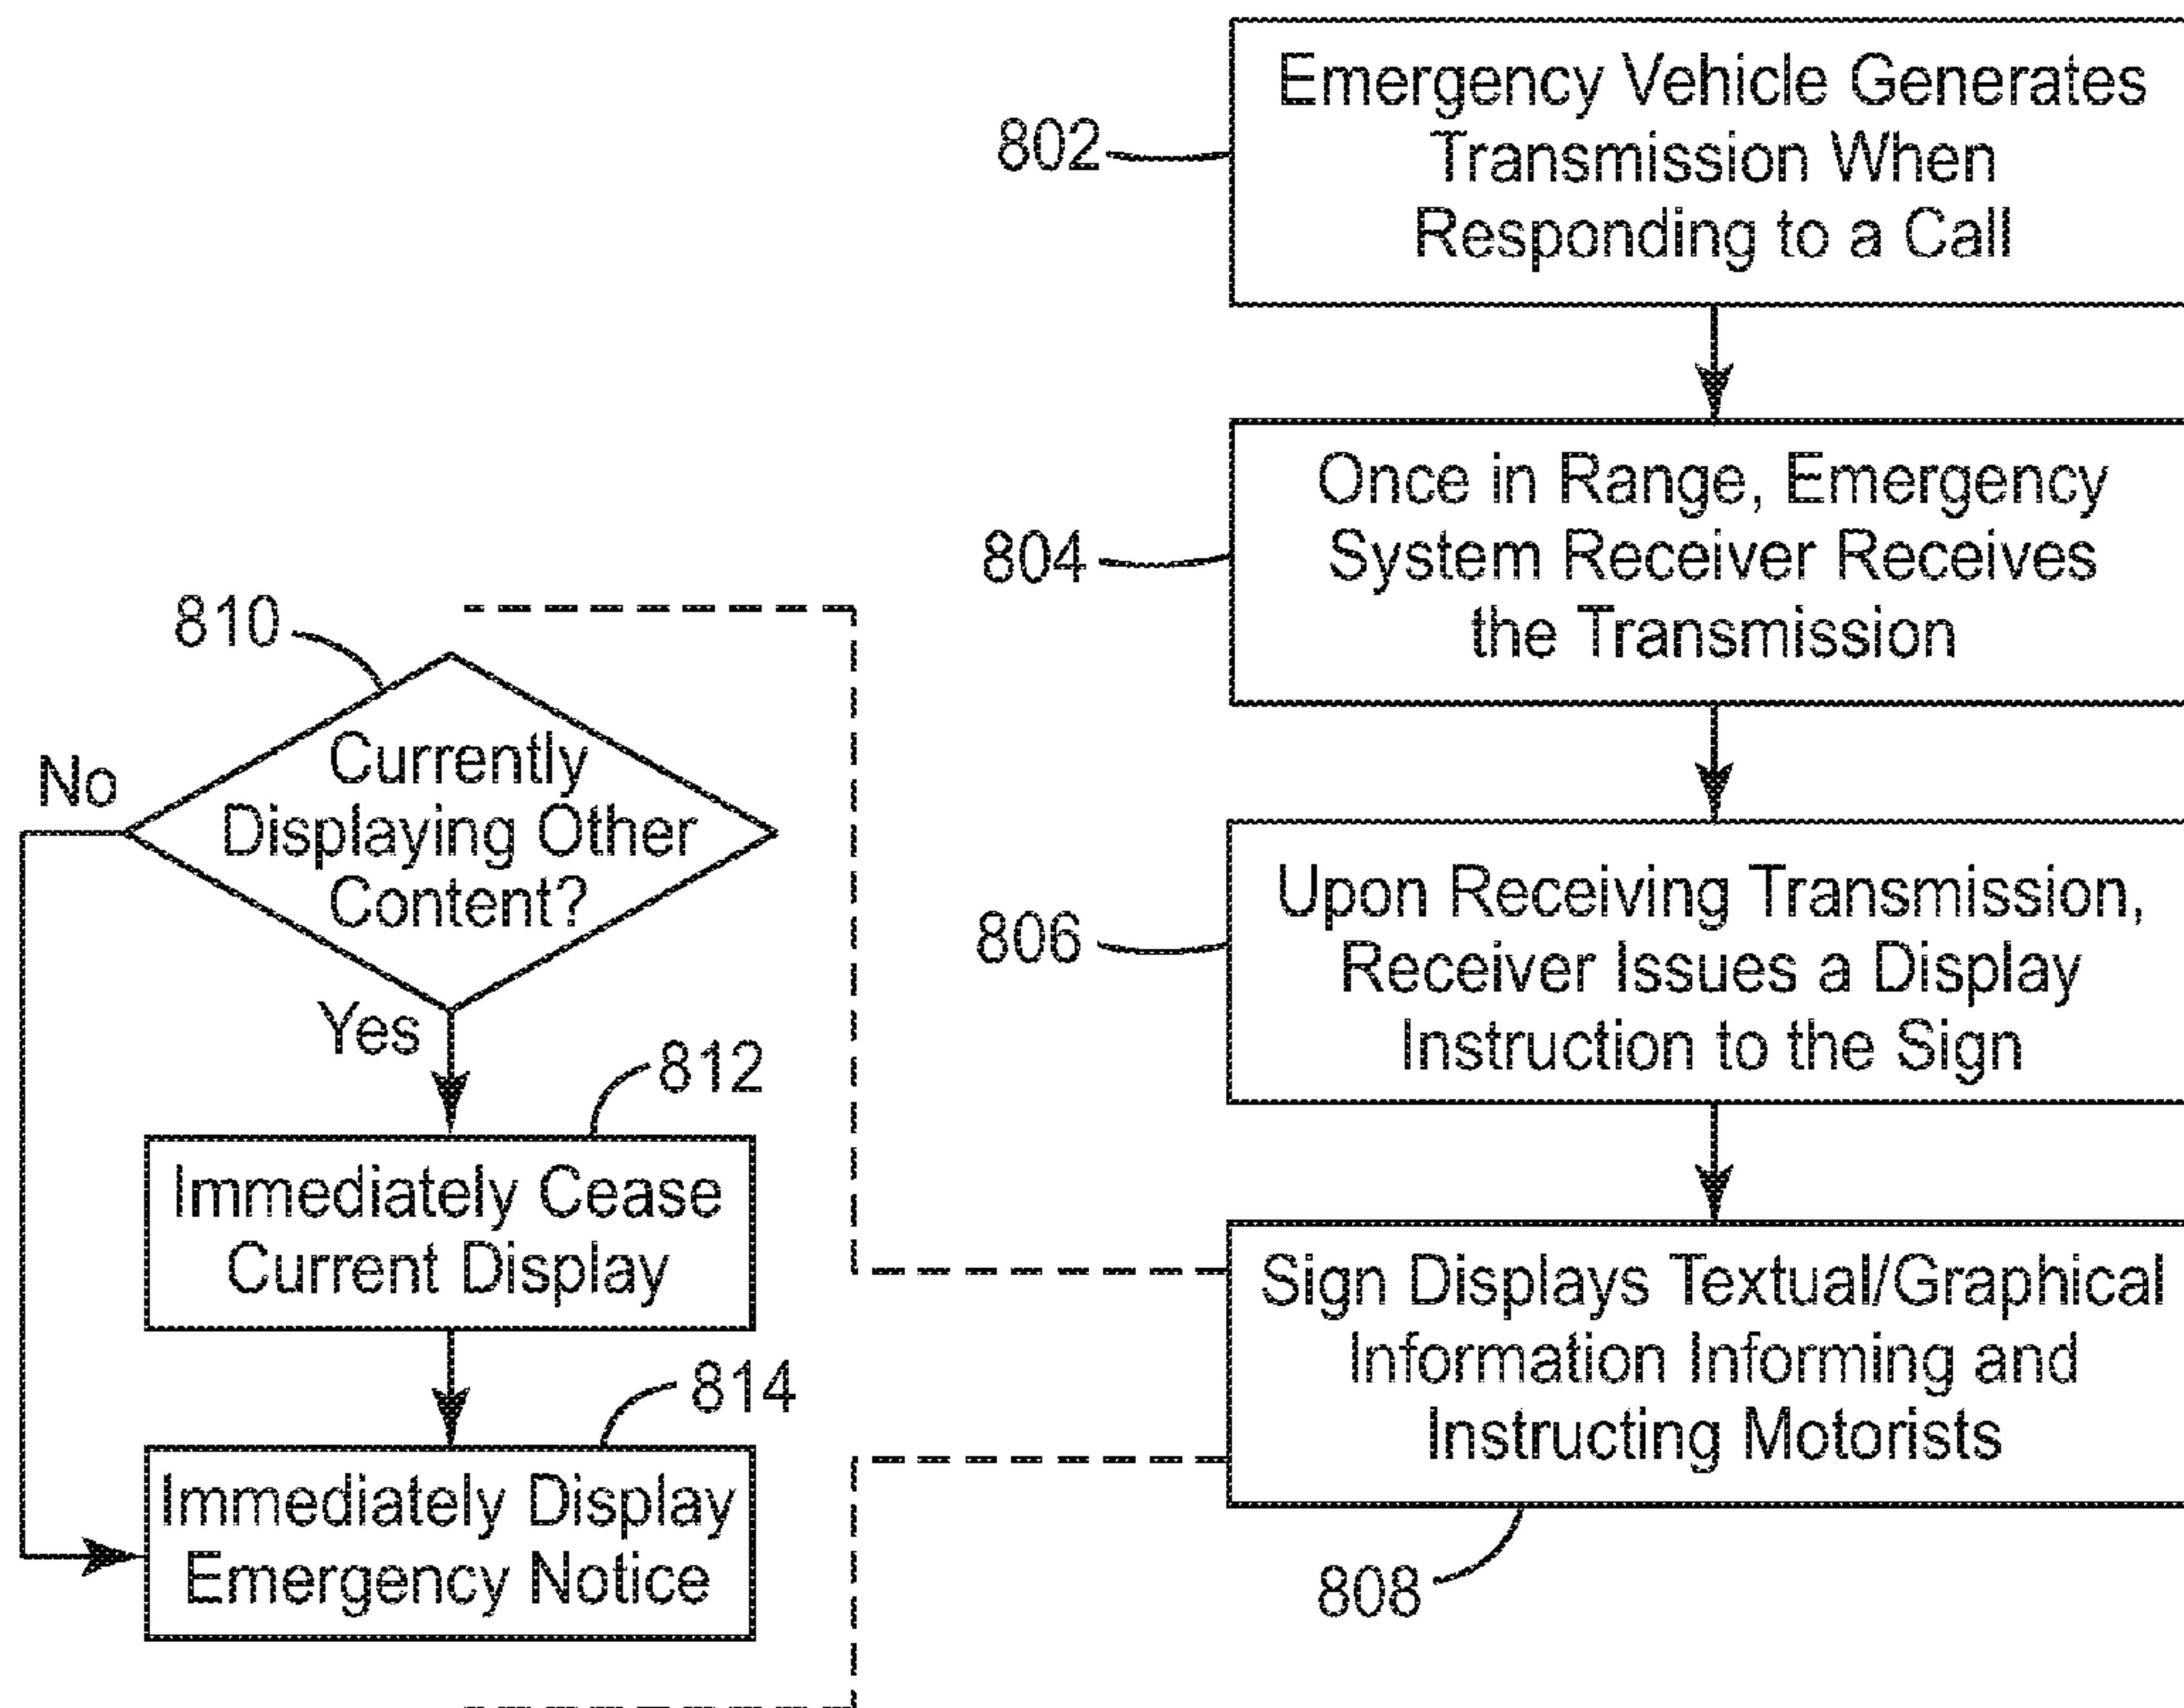 802
Emergency Vehicle Generates
Transmission When
Responding to a Call
804
Once in Range, Emergency
System Receiver Receives
the Transmission
806
Upon Receiving Transmission,
Receiver Issues a Display
Instruction to the Sign
Sign Displays Textual/Graphical
Information Informing and
Instructing Motorists
808
810
Currently
Displaying Other
Content?
No
Yes
812
Immediately Cease
Current Display
814
Immediately Display
Emergency Notice